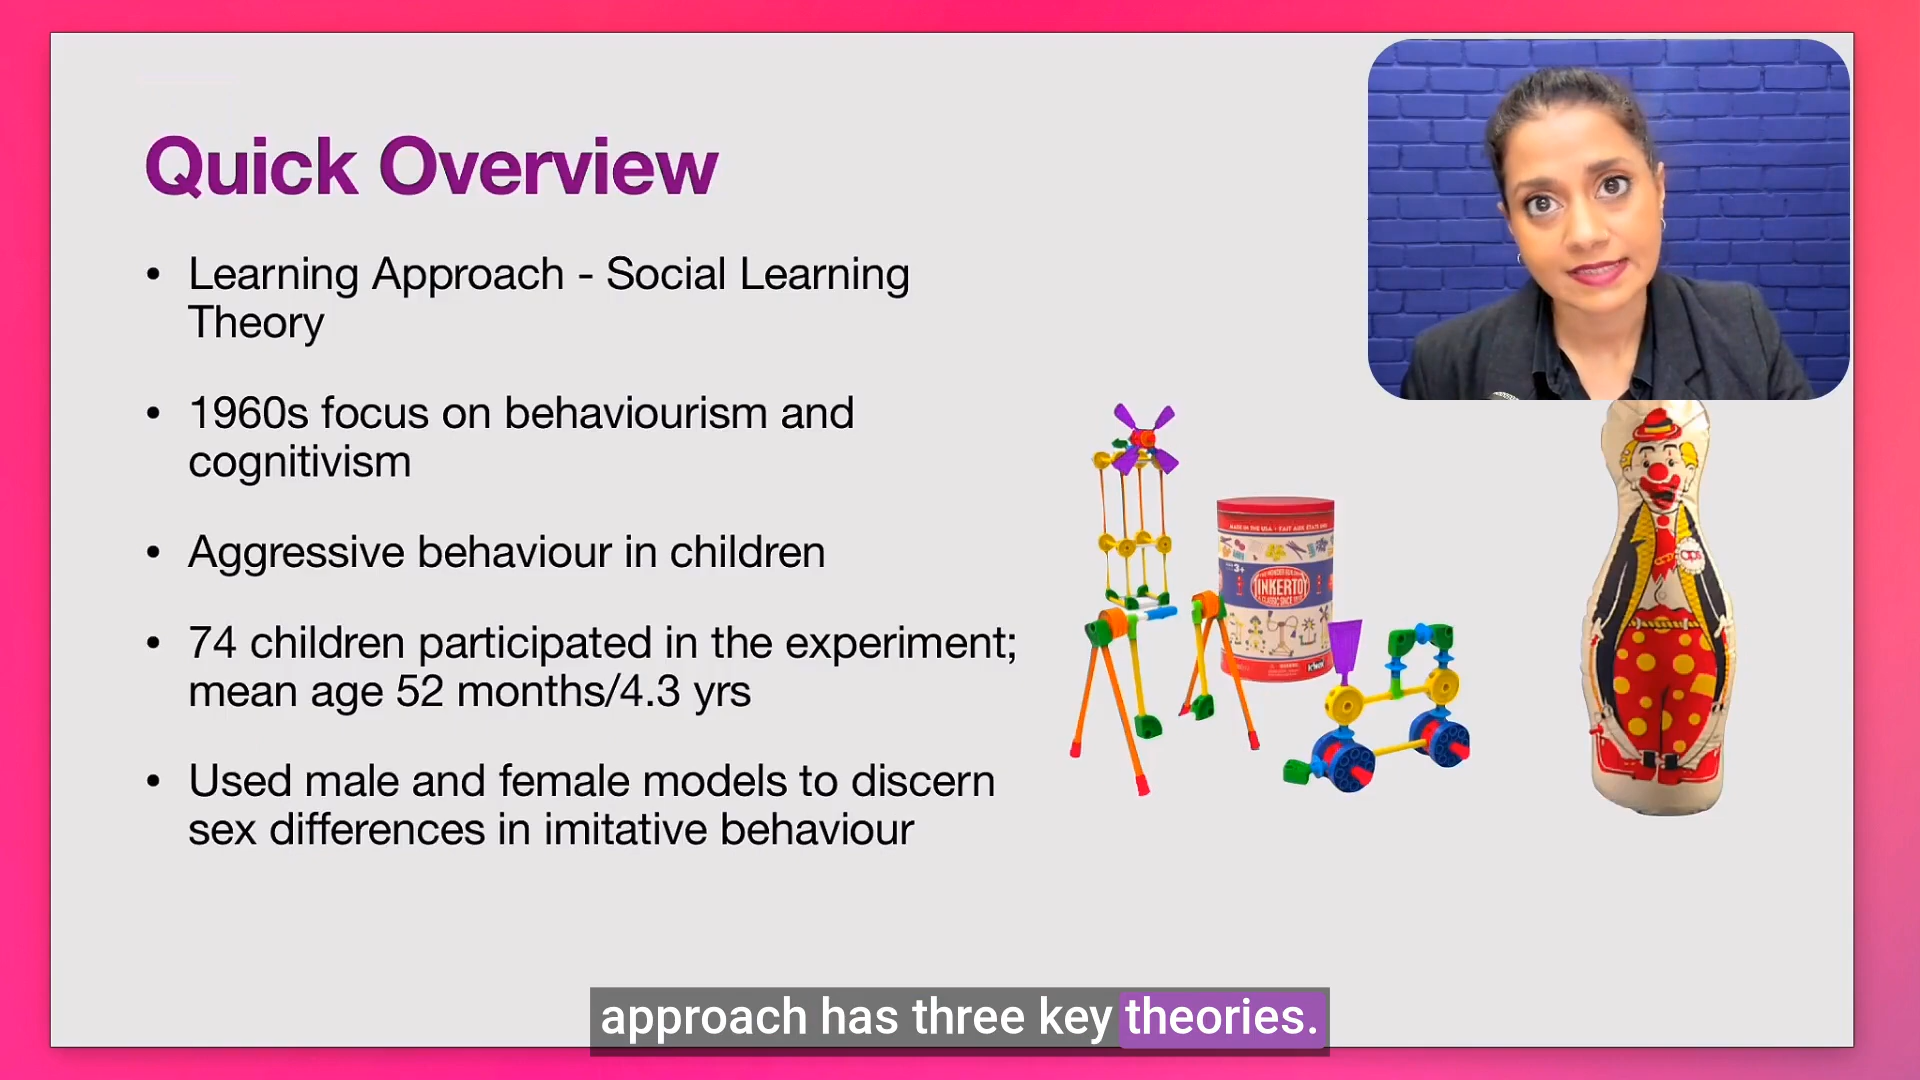 Quick Overview
• Learning Approach - Social Learning
Theory
• 1960s focus on behaviourism and
cognitivism
• Aggressive behaviour in children
• 74 children participated in the experiment;
mean age 52 months/4.3 yrs
• Used male and female models to discern
sex differences in imitative behaviour
3+
TINKERTOY
approach has three key theories.